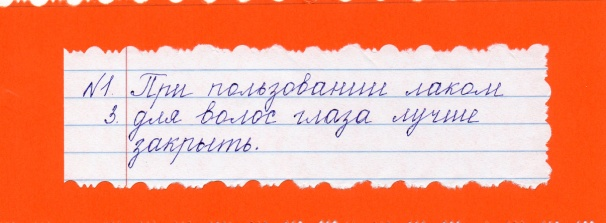 №1. При пользовании лаком
3. для волос глаза лучше
закрыть.